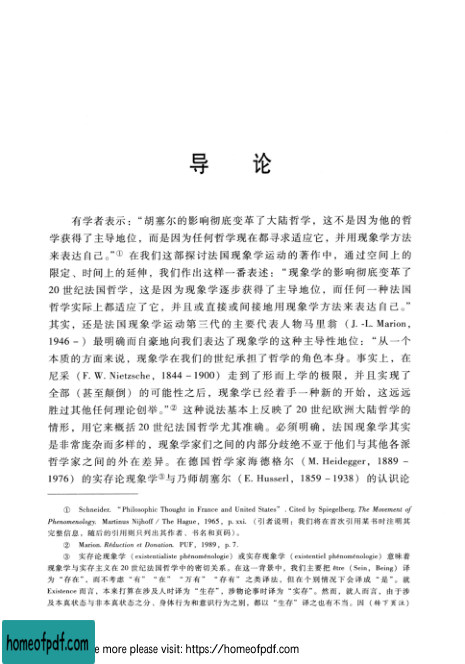 导 论
有学者表示：“胡塞尔的影响彻底变革了大陆哲学，这不是因为他的哲
学获得了主导地位，而是因为任何哲学现在都寻求适应它，并用现象学方法
来表达自己。”① 在我们这部探讨法国现象学运动的著作中，通过空间上的
限定、时间上的延伸，我们作出这样一番表述：“现象学的影响彻底变革了
20 世纪法国哲学，这是因为现象学逐步获得了主导地位，而任何一种法国
哲学实际上都适应了它，并且或直接或间接地用现象学方法来表达自己。”
其实，还是法国现象学运动第三代的主要代表人物马里翁（J. -L. Marion，
1946 - ）最明确而自豪地向我们表达了现象学的这种主导性地位：“从一个
本质的方面来说，现象学在我们的世纪承担了哲学的角色本身。事实上，在
尼采（F. W. Nietzsche，1844 - 1900）走到了形而上学的极限，并且实现了
全部（甚至颠倒）的可能性之后，现象学已经着手一种新的开始，这远远
胜过其他任何理论创举。”② 这种说法基本上反映了 20 世纪欧洲大陆哲学的
情形，用它来概括 20 世纪法国哲学尤其准确。必须明确，法国现象学其实
是非常庞杂而多样的，现象学家们之间的内部分歧绝不亚于他们与其他各派
哲学家之间的外在差异。在德国哲学家海德格尔（M. Heidegger，1889 -
1976）的实存论现象学③与乃师胡塞尔（E. Husserl，1859 - 1938）的认识论
① Schneider. “Philosophic Thought in France and United States”. Cited by Spiegelberg. The Movement of
Phenomenology. Martinus Nijhoff / The Hague，1965，p. xxi.（引者说明：我们将在首次引用某书时注明其
完整信息，随后的引用则只列出其作者、书名和页码）。
② Marion. Réduction et Donation. PUF，1989，p. 7.
③ 实存论现象学（existentialiste phénoménologie）或实存现象学（existentiel phénoménologie）意味着
现象学与实存主义在 20 世纪法国哲学中的密切关系。在这一背景中，我们主要把 être（Sein，Being）译
为“存在”，而不考虑“有”“在”“万有”“存有”之类译法，但在个别情况下会译成“是”。就
Existence 而言，本来打算在涉及人时译为“生存”，涉物论事时译为“实存”。然而，就人而言，由于涉
及本真状态与非本真状态之分、身体行为和意识行为之别，都以“生存”译之也有不当，因（转下页注）
homeofpdf.com
e more please visit: https://homeofpdf.com